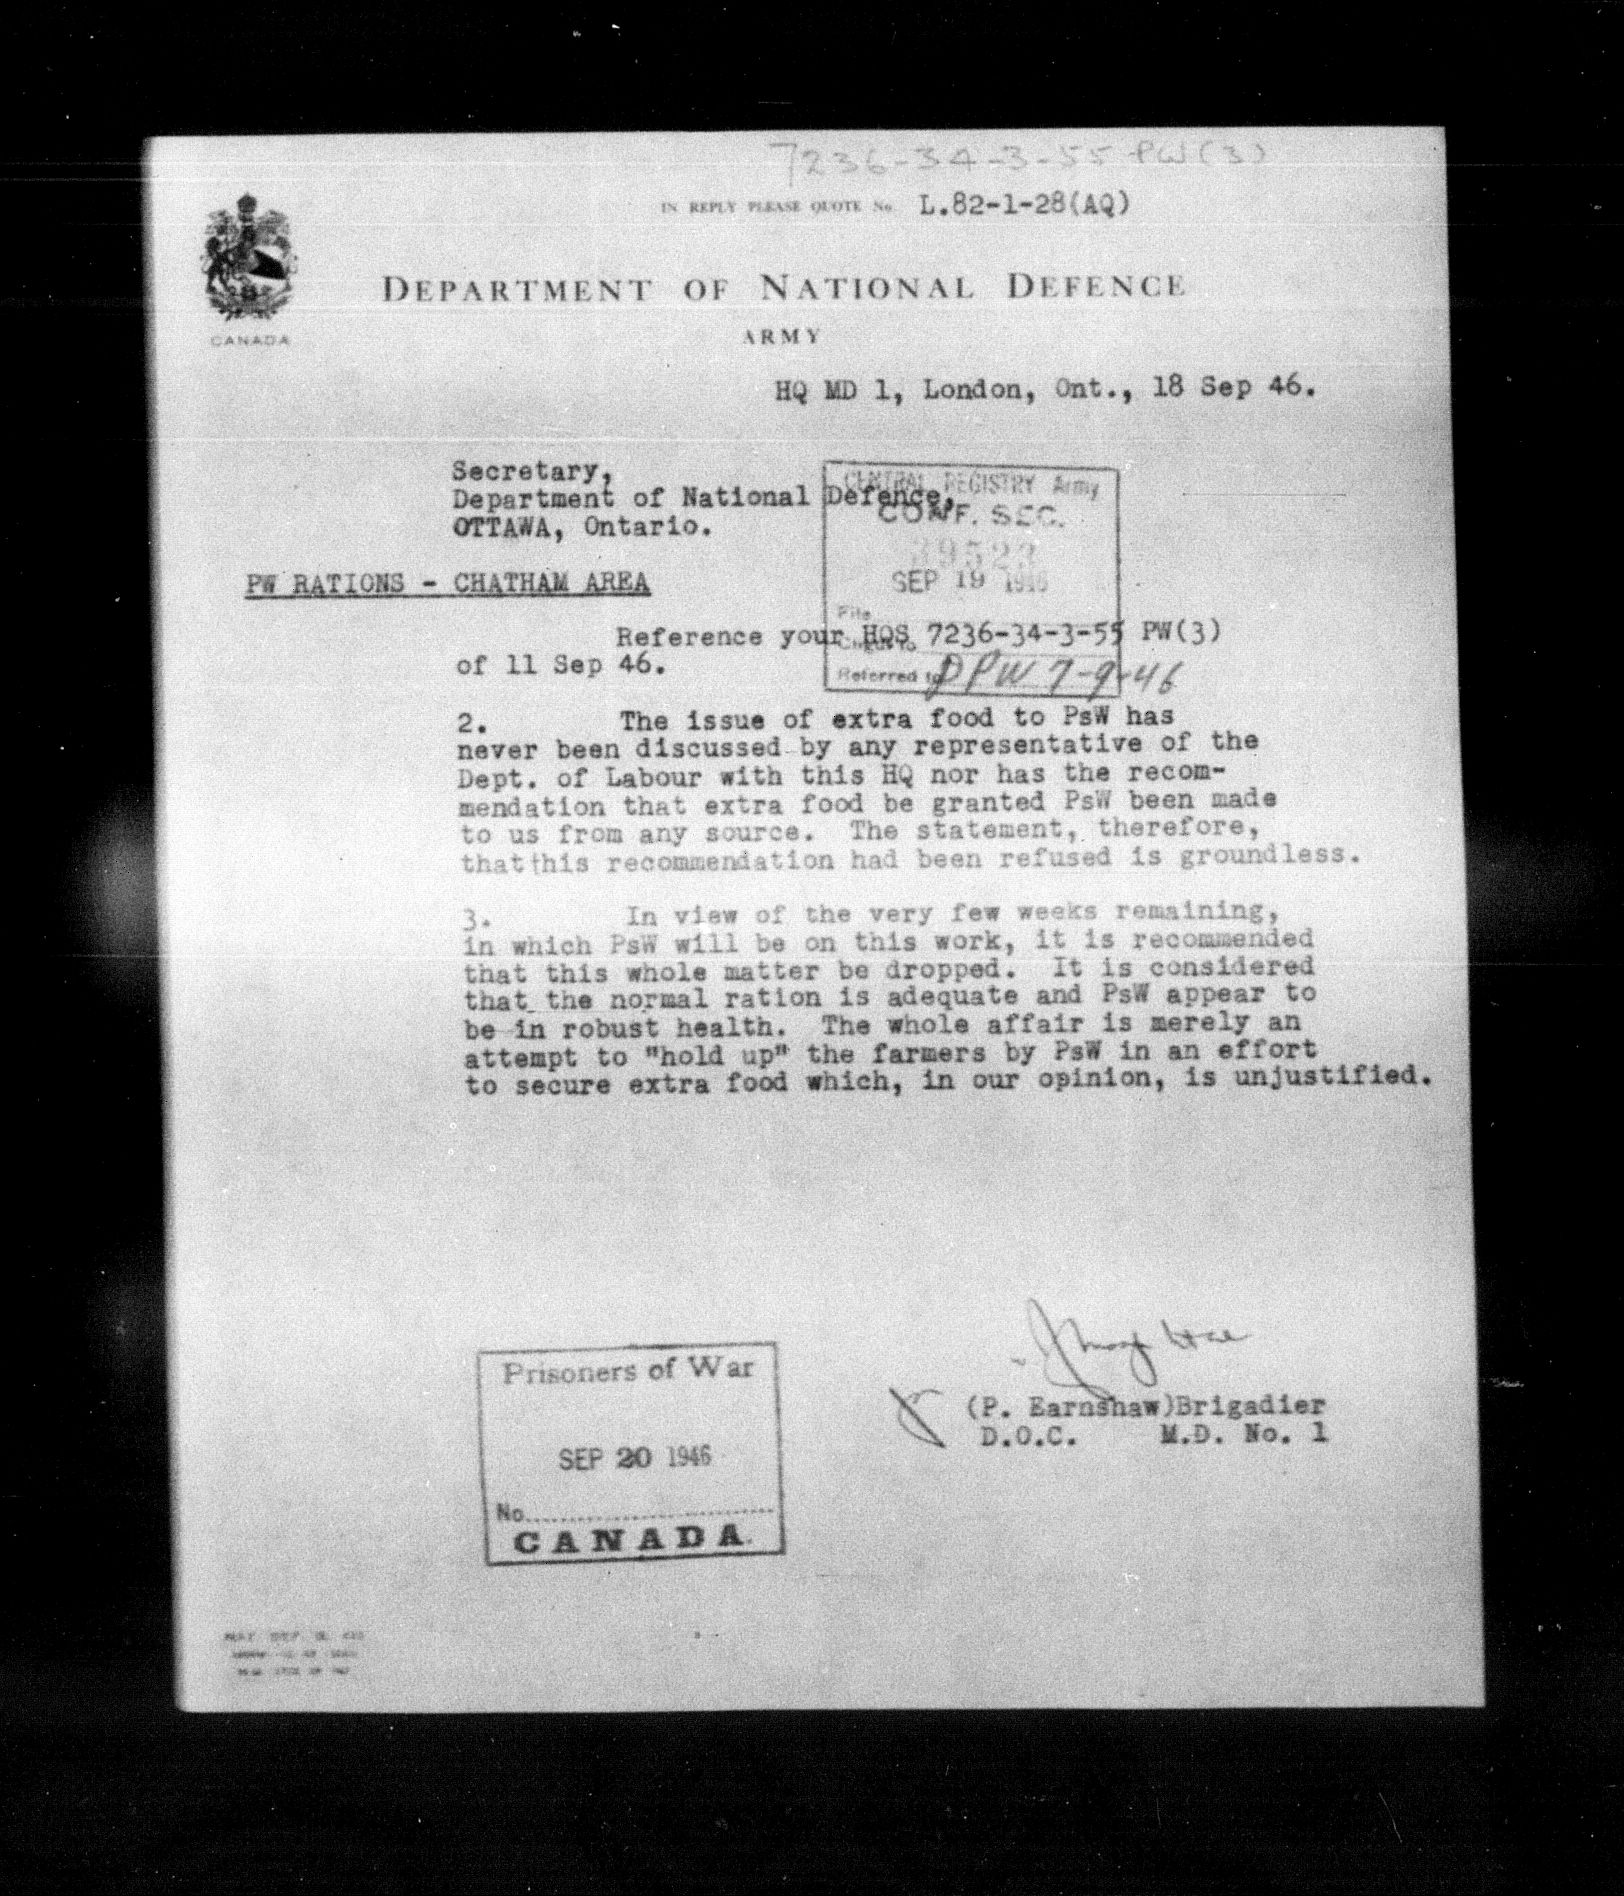 7236-34-3-55 PW(3)
IN REPLY PLEASE QUOTE No. L.82-1-28(AQ)
DEPARTMENT OF NATIONAL DEFENCE
CANADA
ARMY
HQ MD 1, London, Ont., 18 Sep 46.
Secretary,
Department of National Defence,
OTTAWA, Ontario.
CENTRAL REGISTRY Army
CONF. SEC.
39523
SEP 19 1946
File
Referred to DPW 7-9-46
PW RATIONS - CHATHAM AREA
Reference your HQS 7236-34-3-55 PW(3)
of 11 Sep 46.
2. The issue of extra food to PsW has
never been discussed by any representative of the
Dept. of Labour with this HQ nor has the recom-
mendation that extra food be granted PsW been made
to us from any source. The statement, therefore,
that this recommendation had been refused is groundless.
3. In view of the very few weeks remaining,
in which PsW will be on this work, it is recommended
that this whole matter be dropped. It is considered
that the normal ration is adequate and PsW appear to
be in robust health. The whole affair is merely an
attempt to "hold up" the farmers by PsW in an effort
to secure extra food which, in our opinion, is unjustified.
(P. Earnshaw)Brigadier
D.O.C. M.D. No. 1
Prisoners of War
SEP 20 1946
No.
CANADA.